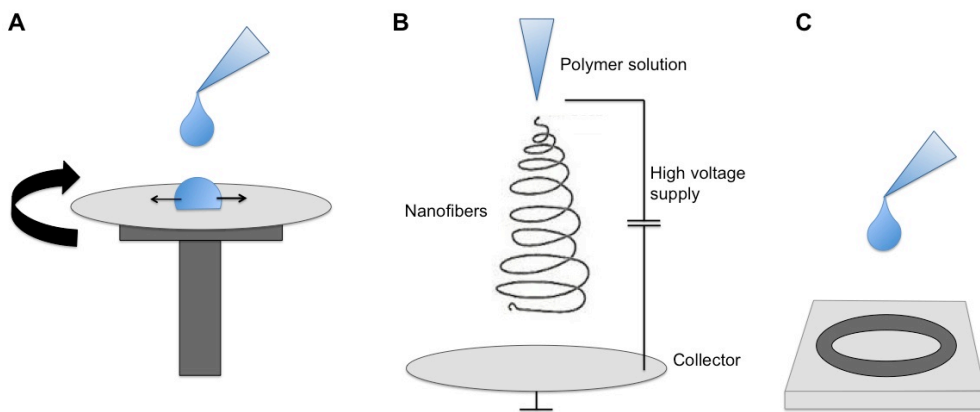 A
B
C
Polymer solution
High voltage
supply
Nanofibers
Collector